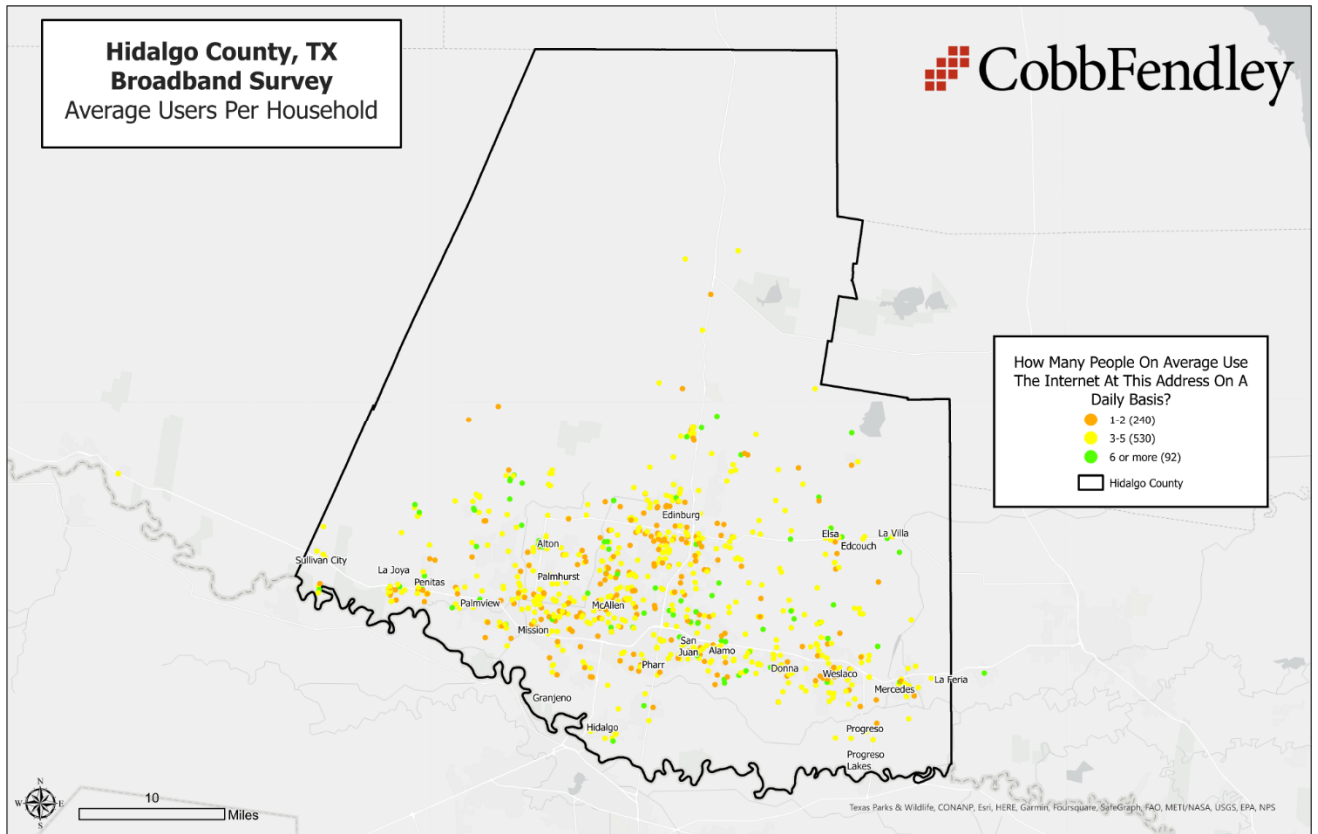 Hidalgo County, TX
Broadband Survey
Average Users Per Household
CobbFendley
How Many People On Average Use
The Internet At This Address On A
Daily Basis?
1-2 (240)
3-5 (530)
6 or more (92)
Hidalgo County
Edinburg
Elsa
La Villa
Edcouch
Alton
Sullivan City
La Joya
Penitas
Palmhurst
Palmview
McAllen
Mission
San
Juan
Alamo
Pharr
Donna
Weslaco
La Feria
Mercedes
Granjeno
Hidalgo
Progreso
Progreso
Lakes
N
W
E
S
10
Miles
Texas Parks & Wildlife, CONANP, Esri, HERE, Garmin, Foursquare, SafeGraph, FAO, METI/NASA, USGS, EPA, NPS